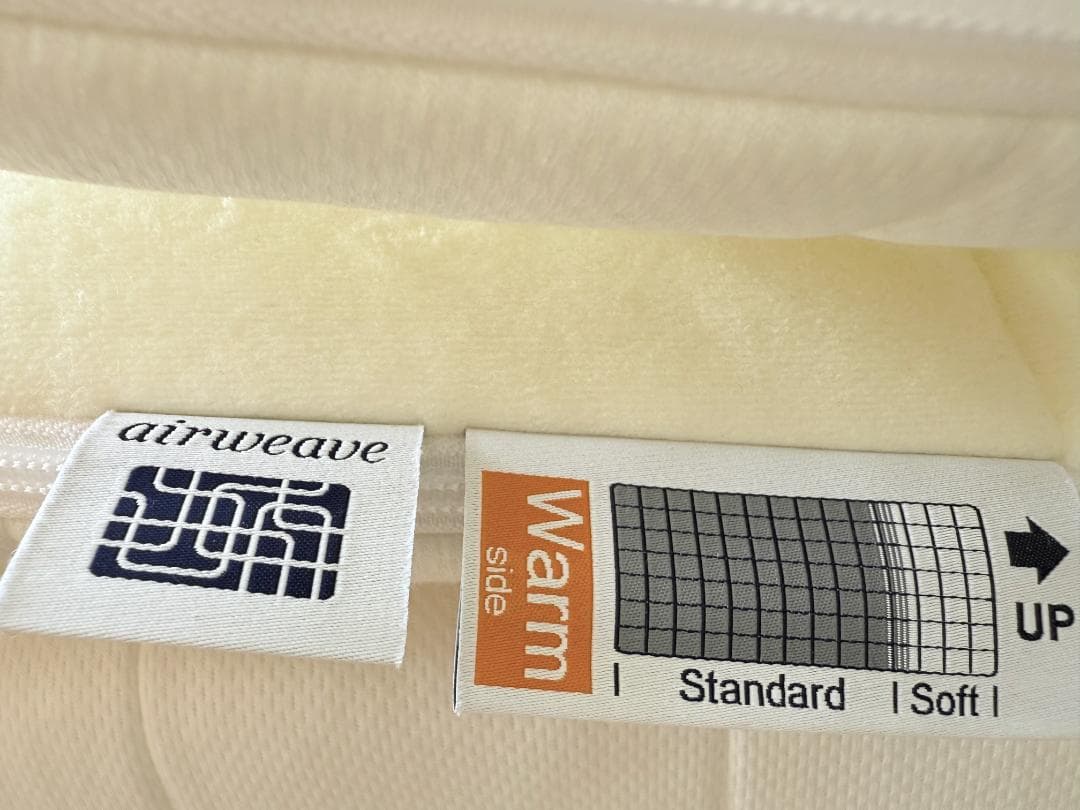 airweave
Warm
side
UP
| Standard | Soft |